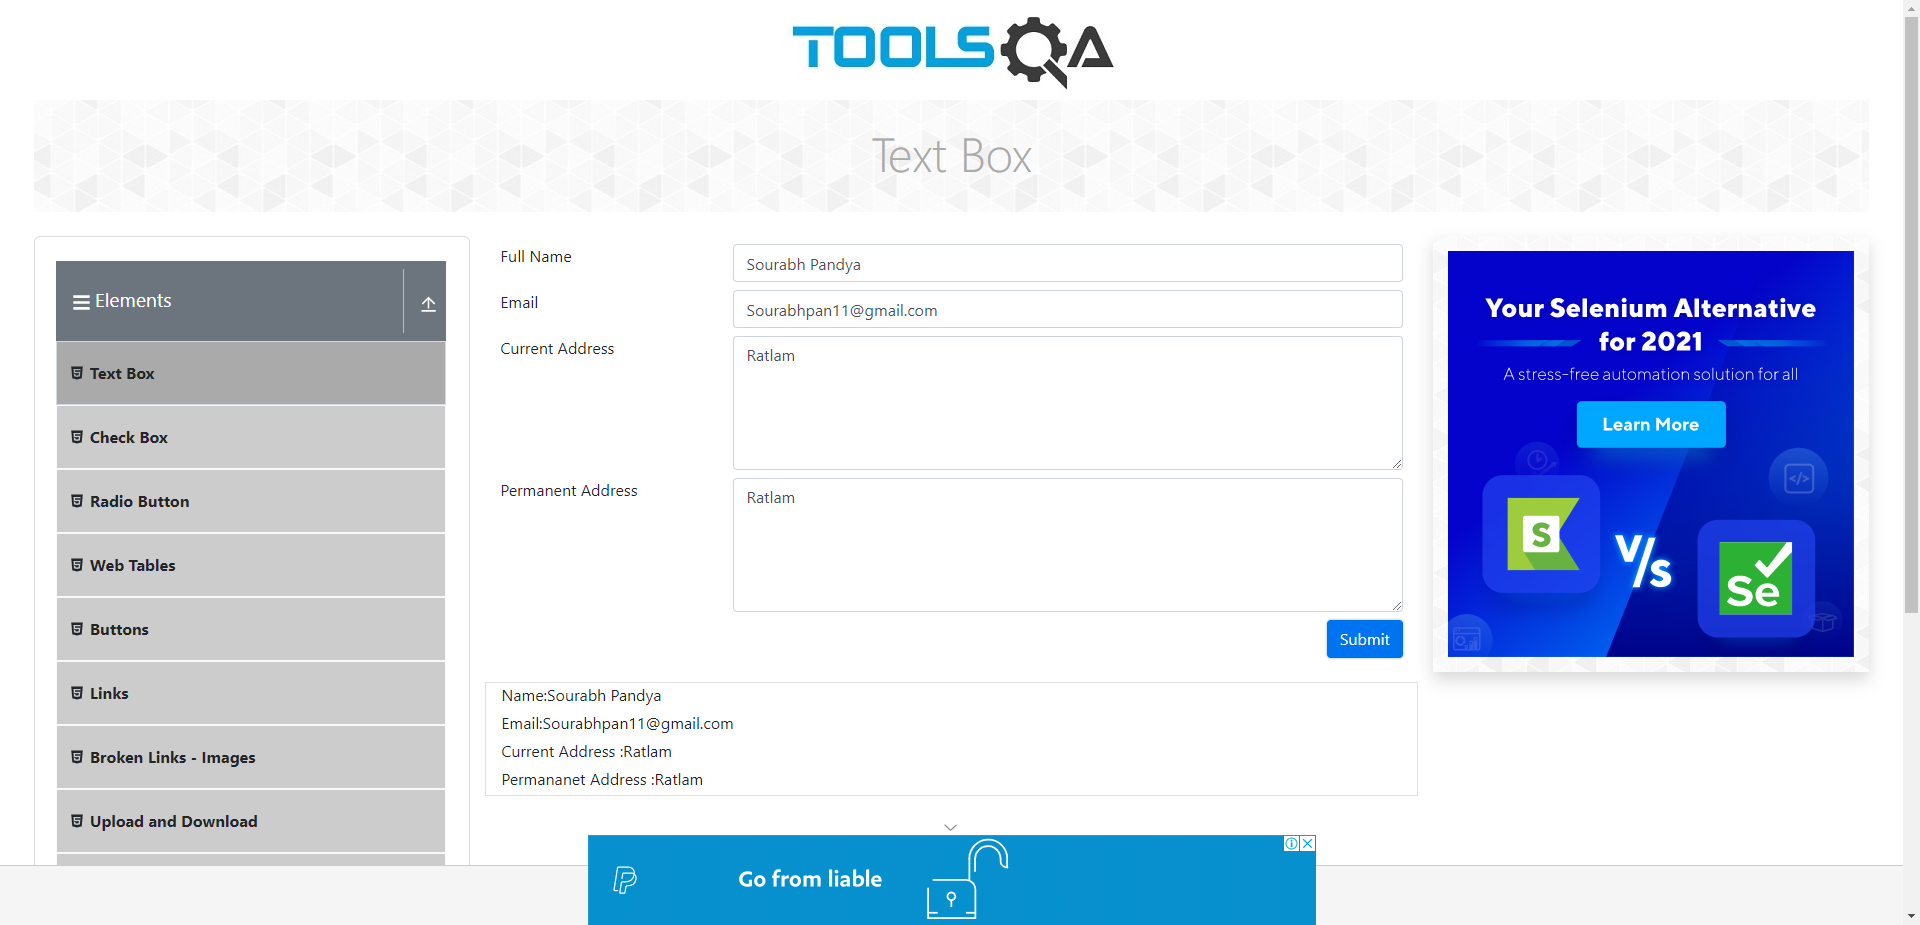 TOOLSQA
Text Box
Elements
Text Box
Check Box
Radio Button
Web Tables
Buttons
Links
Broken Links - Images
Upload and Download
Full Name
Sourabh Pandya
Email
Sourabhpan11@gmail.com
Current Address
Ratlam
Permanent Address
Ratlam
Submit
Name:Sourabh Pandya
Email:Sourabhpan11@gmail.com
Current Address :Ratlam
Permananet Address :Ratlam
Your Selenium Alternative
for 2021
A stress-free automation solution for all
Learn More
S
V/s
Se
Go from liable